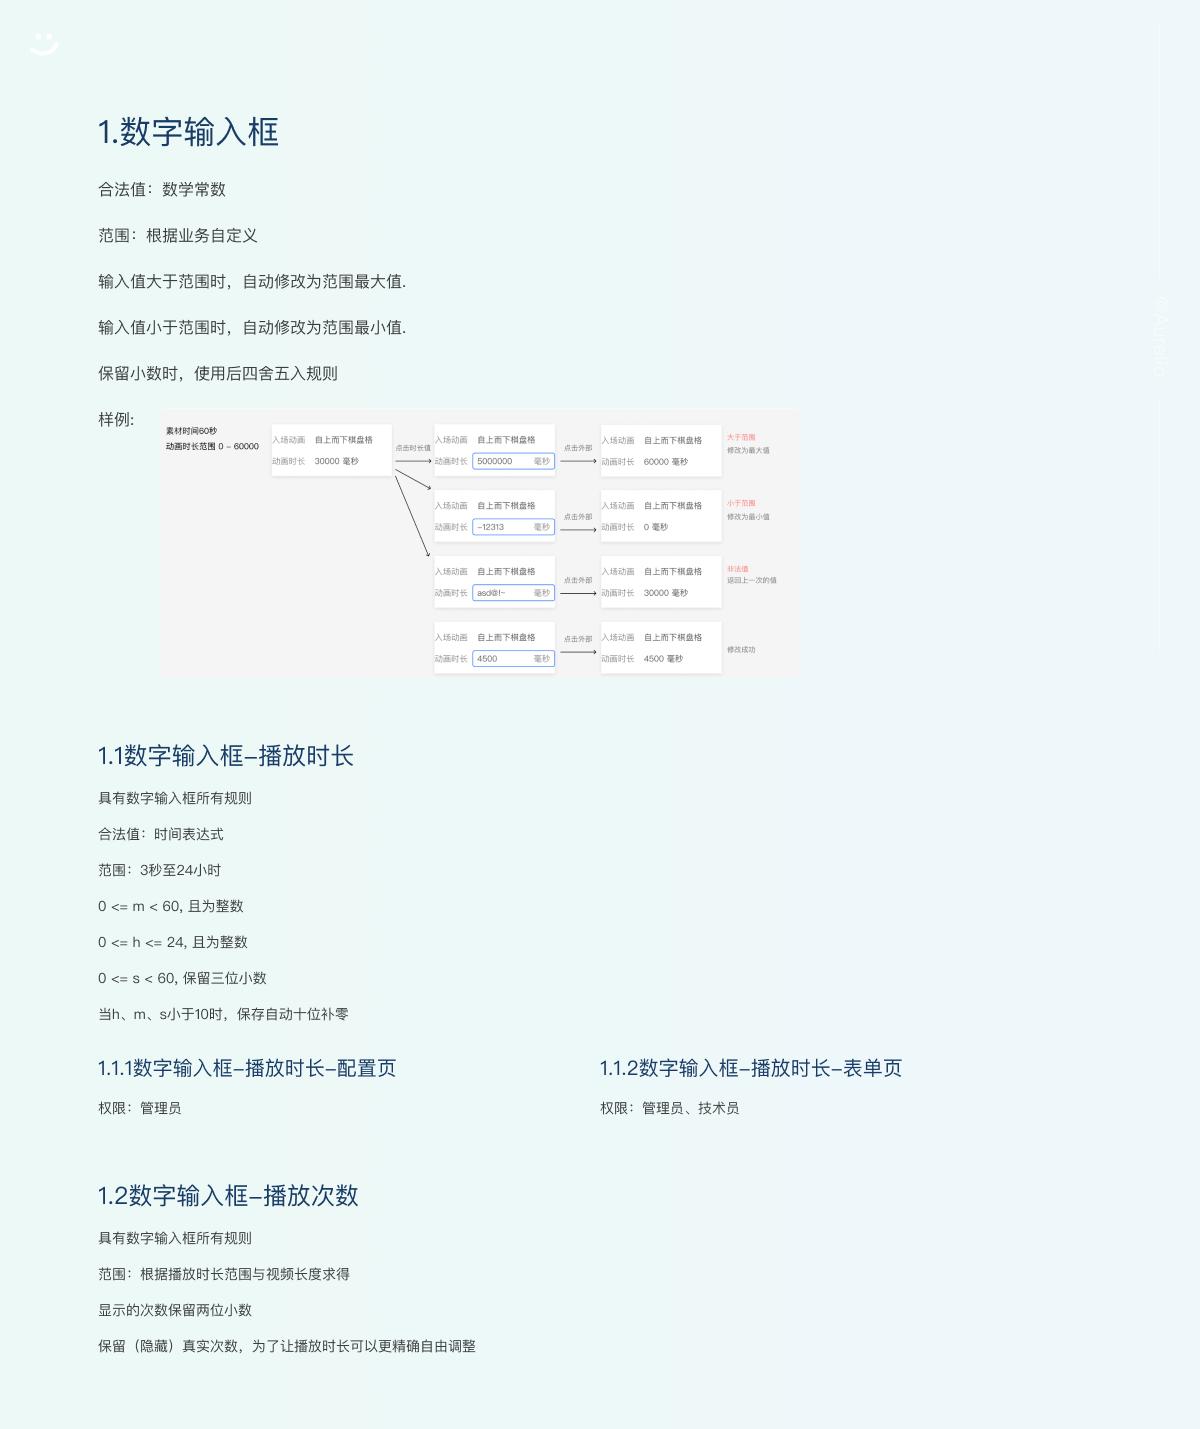 1.数字输入框
合法值：数学常数
范围：根据业务自定义
输入值大于范围时，自动修改为范围最大值.
输入值小于范围时，自动修改为范围最小值.
保留小数时，使用后四舍五入规则
样例:
素材时间60秒
动画时长范围 0 - 60000
入场动画 自上而下棋盘格
动画时长 30000 毫秒
点击时长值
入场动画 自上而下棋盘格
动画时长 5000000 毫秒
点击外部
入场动画 自上而下棋盘格
动画时长 60000 毫秒
大于范围
修改为最大值
入场动画 自上而下棋盘格
动画时长 -12313 毫秒
点击外部
入场动画 自上而下棋盘格
动画时长 0 毫秒
小于范围
修改为最小值
入场动画 自上而下棋盘格
动画时长 asd@!~ 毫秒
点击外部
入场动画 自上而下棋盘格
动画时长 30000 毫秒
非法值
返回上一次的值
入场动画 自上而下棋盘格
动画时长 4500 毫秒
点击外部
入场动画 自上而下棋盘格
动画时长 4500 毫秒
修改成功
1.1数字输入框-播放时长
具有数字输入框所有规则
合法值：时间表达式
范围：3秒至24小时
0 <= m < 60, 且为整数
0 <= h <= 24, 且为整数
0 <= s < 60, 保留三位小数
当h、m、s小于10时，保存自动十位补零
1.1.1数字输入框-播放时长-配置页
权限：管理员
1.1.2数字输入框-播放时长-表单页
权限：管理员、技术员
1.2数字输入框-播放次数
具有数字输入框所有规则
范围：根据播放时长范围与视频长度求得
显示的次数保留两位小数
保留（隐藏）真实次数，为了让播放时长可以更精确自由调整
@Aurelio